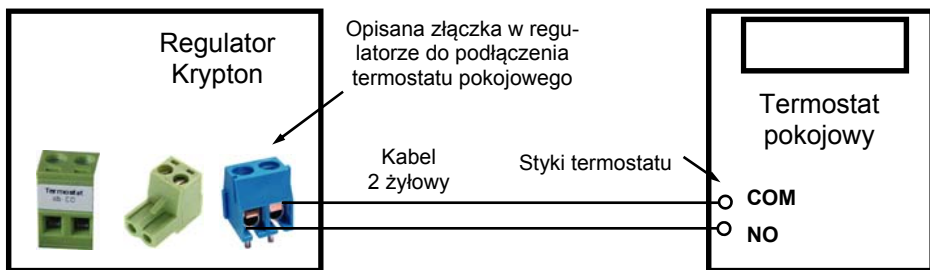 Regulator
Krypton
Opisana złączka w regu-
latorze do podłączenia
termostatu pokojowego
Termostat
pokojowy
Kabel
2 żyłowy
Styki termostatu
COM
NO
Termostat